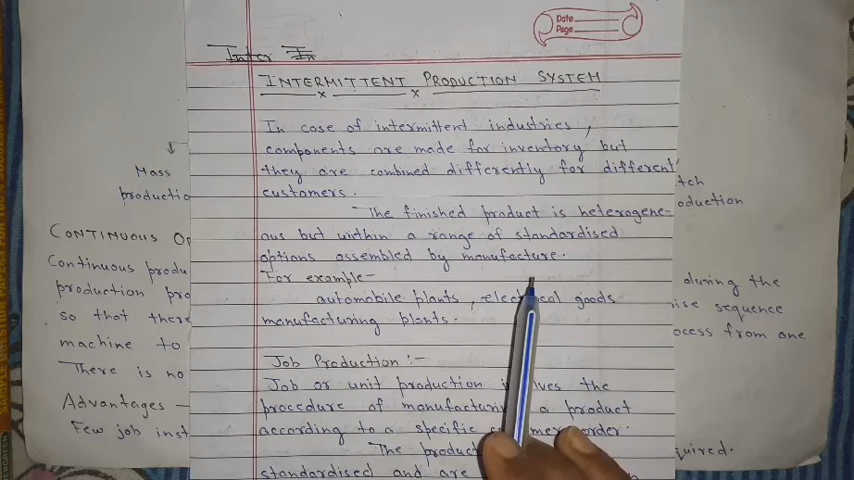 Date
Page
Inter In
INTERMITTENT PRODUCTION SYSTEM
In case of intermittent industries,
components are made for inventory but
they are combined differently for different
customers.
The finished product is heterogene-
ous but within a range of standardised
options assembled by manufacture.
For example-
automobile plants, electrical goods
manufacturing plants.
Job Production :-
Job or unit production involves the
procedure of manufacturing a product
according to a specific customer order.
The product
standardised and are
Mass
productio
CONTINUOUS
Continuous produ
production pro
so that there
machine to
There is no
Advantages -
Few job inst
tch
oduction
during the
ise sequence
ocess from one
quired.